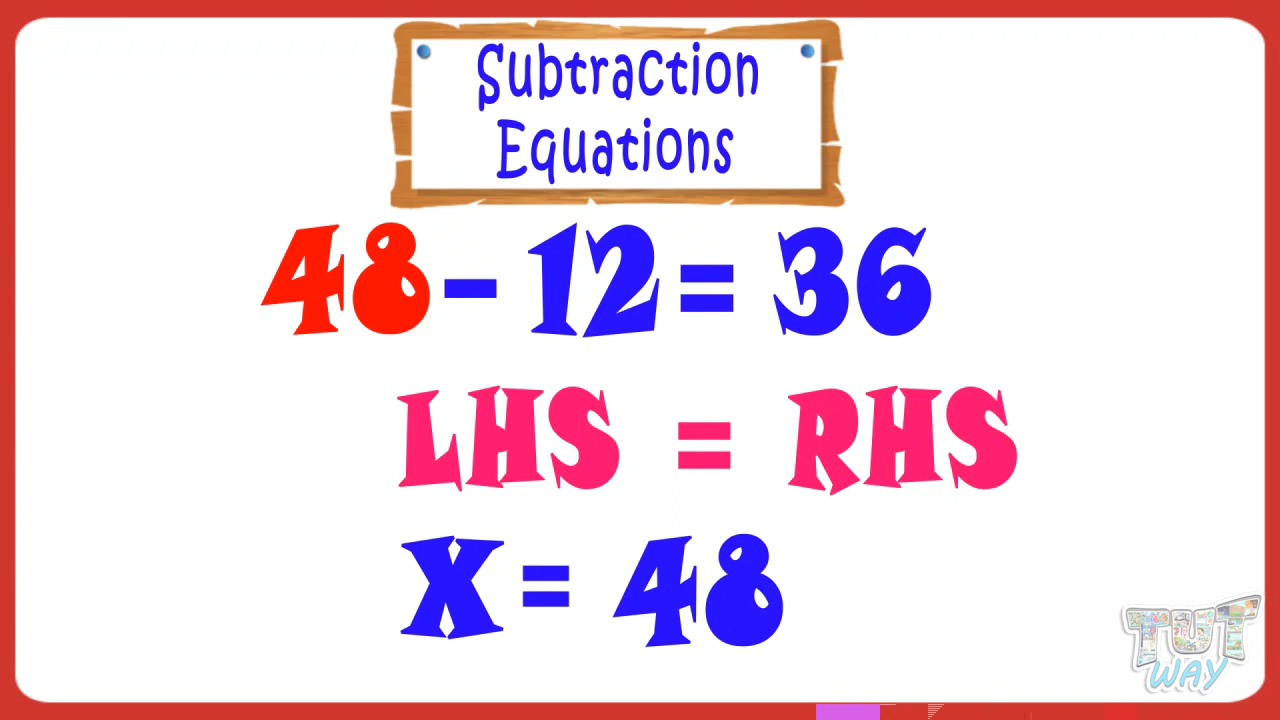 Subtraction
Equations
48 - 12 = 36
LHS = RHS
X = 48
TUT
WAY